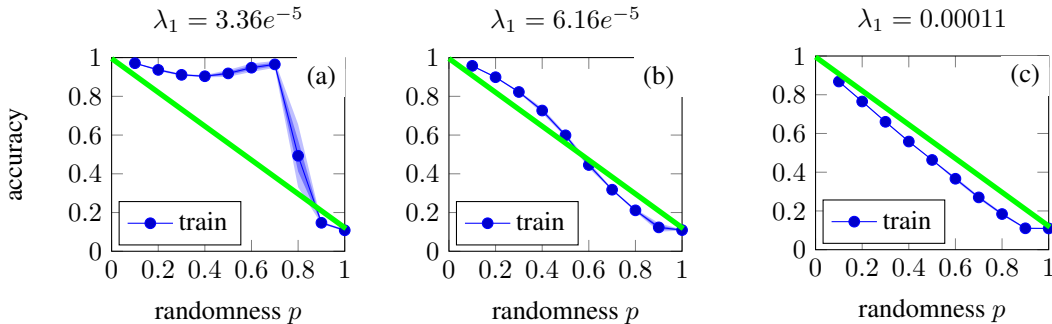 λ₁ = 3.36e⁻⁵
λ₁ = 6.16e⁻⁵
λ₁ = 0.00011
accuracy
1
0.8
0.6
0.4
0.2
0
0 0.2 0.4 0.6 0.8 1
(a)
train
randomness p
1
0.8
0.6
0.4
0.2
0
0 0.2 0.4 0.6 0.8 1
(b)
train
randomness p
1
0.8
0.6
0.4
0.2
0
0 0.2 0.4 0.6 0.8 1
(c)
train
randomness p